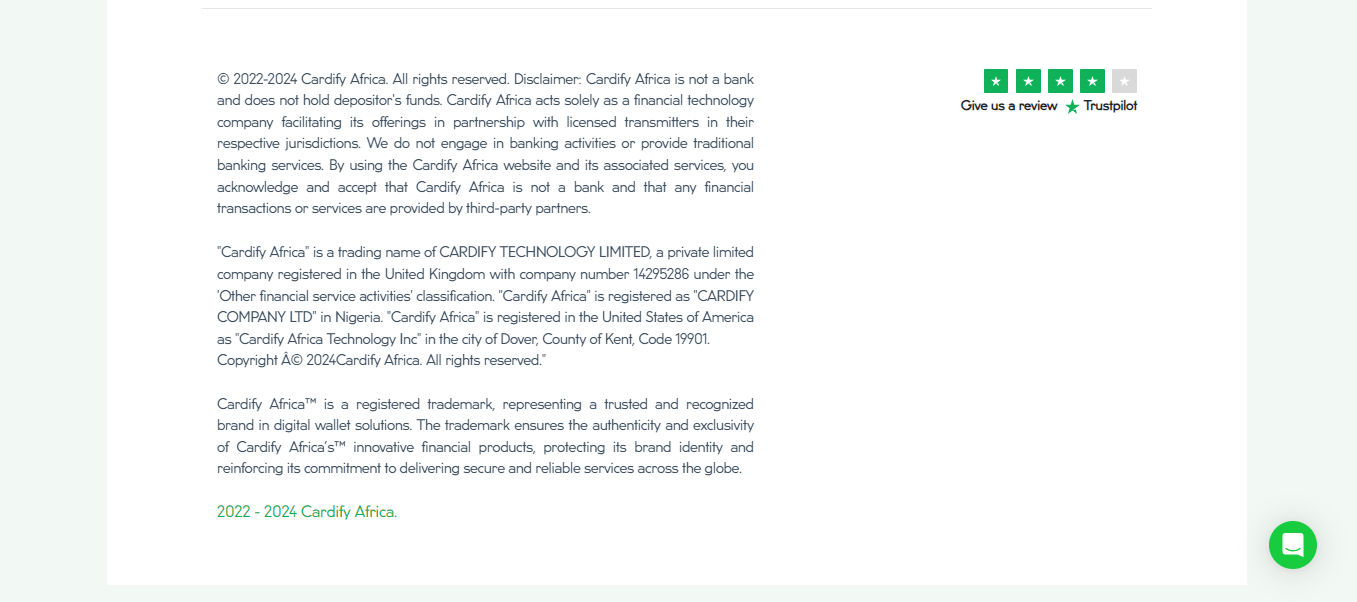 © 2022-2024 Cardify Africa. All rights reserved. Disclaimer: Cardify Africa is not a bank
and does not hold depositor's funds. Cardify Africa acts solely as a financial technology
company facilitating its offerings in partnership with licensed transmitters in their
respective jurisdictions. We do not engage in banking activities or provide traditional
banking services. By using the Cardify Africa website and its associated services, you
acknowledge and accept that Cardify Africa is not a bank and that any financial
transactions or services are provided by third-party partners.
"Cardify Africa" is a trading name of CARDIFY TECHNOLOGY LIMITED, a private limited
company registered in the United Kingdom with company number 14295286 under the
'Other financial service activities' classification. "Cardify Africa" is registered as "CARDIFY
COMPANY LTD" in Nigeria. "Cardify Africa" is registered in the United States of America
as "Cardify Africa Technology Inc" in the city of Dover, County of Kent, Code 19901.
Copyright Â© 2024Cardify Africa. All rights reserved."
Cardify Africa™ is a registered trademark, representing a trusted and recognized
brand in digital wallet solutions. The trademark ensures the authenticity and exclusivity
of Cardify Africa's™ innovative financial products, protecting its brand identity and
reinforcing its commitment to delivering secure and reliable services across the globe.
2022 - 2024 Cardify Africa.
Give us a review Trustpilot